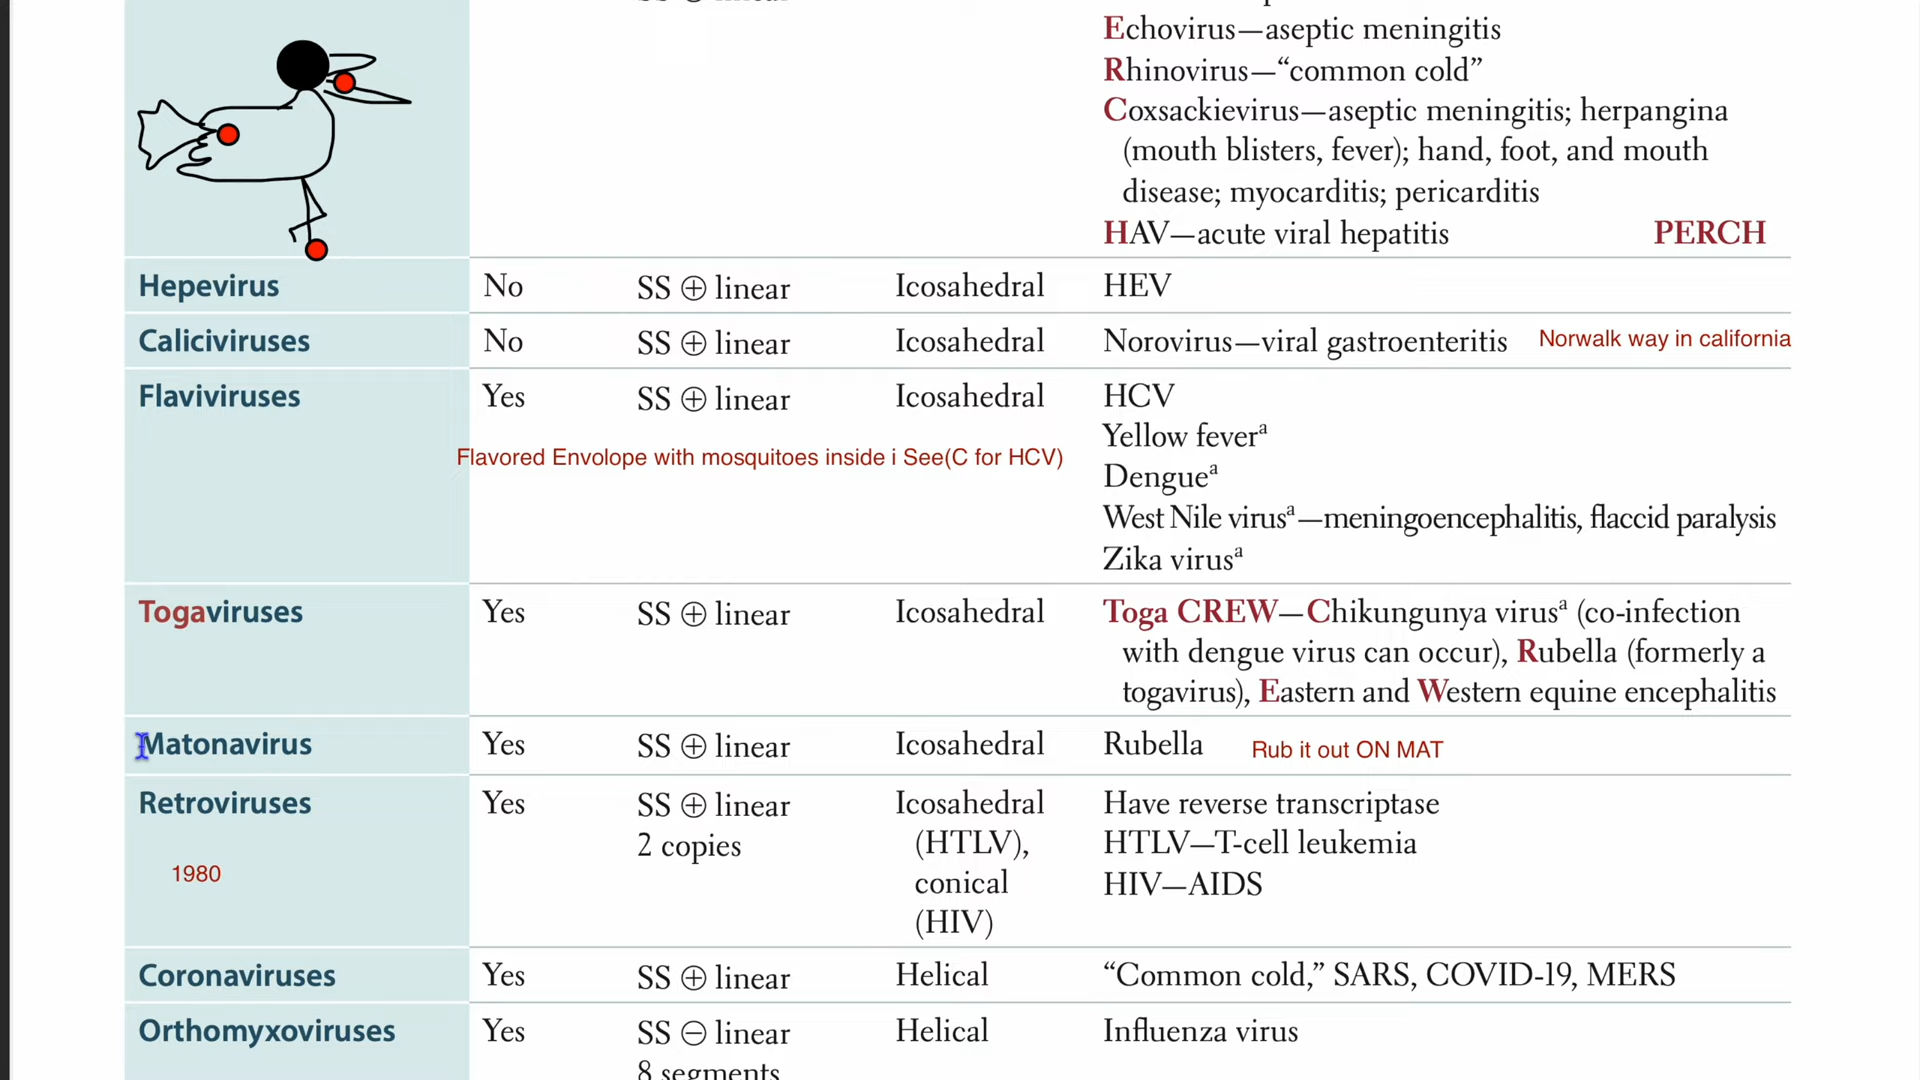 Echovirus—aseptic meningitis
Rhinovirus—“common cold”
Coxsackievirus—aseptic meningitis; herpangina
(mouth blisters, fever); hand, foot, and mouth
disease; myocarditis; pericarditis
HAV—acute viral hepatitis PERCH
Hepevirus No SS ⊕ linear Icosahedral HEV
Caliciviruses No SS ⊕ linear Icosahedral Norovirus—viral gastroenteritis Norwalk way in california
Flaviviruses Yes SS ⊕ linear Icosahedral HCV
Yellow feverᵃ
Flavored Envolope with mosquitoes inside i See(C for HCV)
Dengueᵃ
West Nile virusᵃ—meningoencephalitis, flaccid paralysis
Zika virusᵃ
Togaviruses Yes SS ⊕ linear Icosahedral Toga CREW—Chikungunya virusᵃ (co-infection
with dengue virus can occur), Rubella (formerly a
togavirus), Eastern and Western equine encephalitis
Matonavirus Yes SS ⊕ linear Icosahedral Rubella Rub it out ON MAT
Retroviruses Yes SS ⊕ linear Icosahedral Have reverse transcriptase
2 copies (HTLV), HTLV—T-cell leukemia
1980 conical HIV—AIDS
(HIV)
Coronaviruses Yes SS ⊕ linear Helical “Common cold,” SARS, COVID-19, MERS
Orthomyxoviruses Yes SS ⊖ linear Helical Influenza virus
8 segments